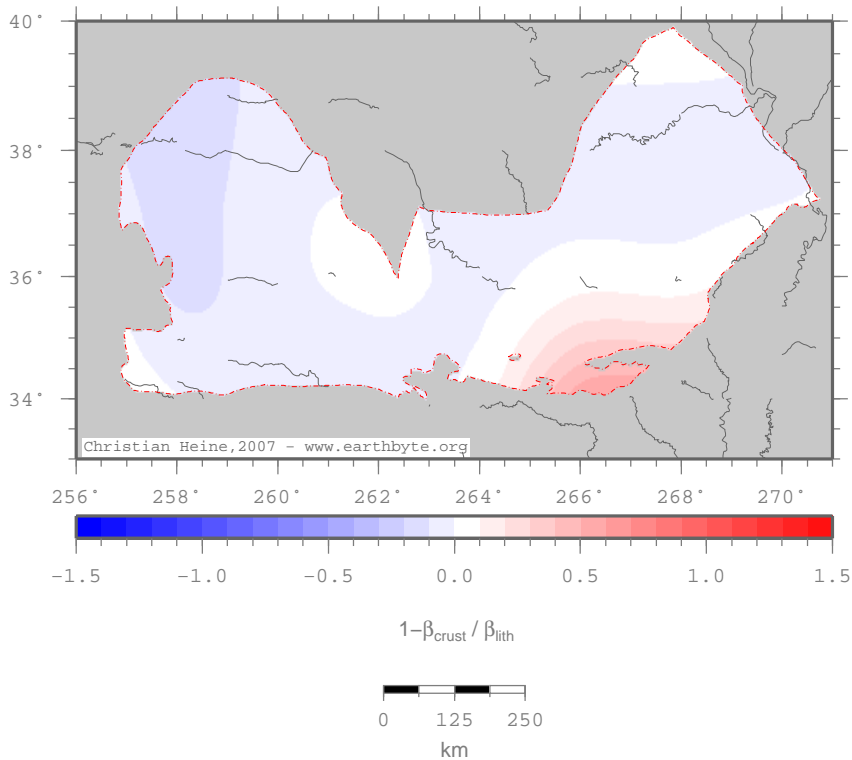 40°
38°
36°
34°
Christian Heine,2007 - www.earthbyte.org
256° 258° 260° 262° 264° 266° 268° 270°
−1.5 −1.0 −0.5 0.0 0.5 1.0 1.5
1−βcrust / βlith
0 125 250
km